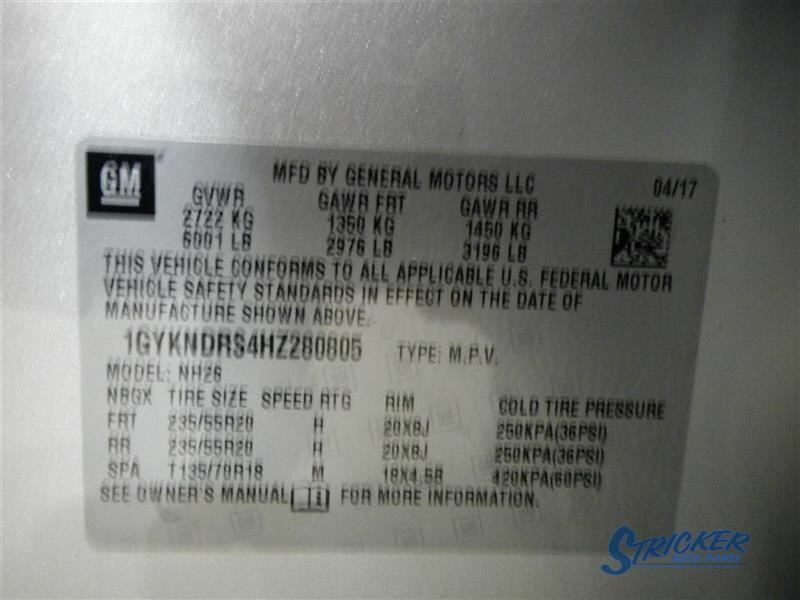 GM
MFD BY GENERAL MOTORS LLC 04/17
GVWR GAWR FRT GAWR RR
2722 KG 1350 KG 1450 KG
6001 LB 2976 LB 3196 LB
THIS VEHICLE CONFORMS TO ALL APPLICABLE U.S. FEDERAL MOTOR
VEHICLE SAFETY STANDARDS IN EFFECT ON THE DATE OF
MANUFACTURE SHOWN ABOVE.
1GYKNDRS4HZ280805 TYPE: M.P.V.
MODEL: NH26
NBGX TIRE SIZE SPEED RTG RIM COLD TIRE PRESSURE
FRT 235/55R20 H 20X8J 250KPA(36PSI)
RR 235/55R20 H 20X8J 250KPA(36PSI)
SPA T135/70R18 M 18X4.5B 420KPA(60PSI)
SEE OWNER'S MANUAL FOR MORE INFORMATION.
STRICKER
AUTO PARTS